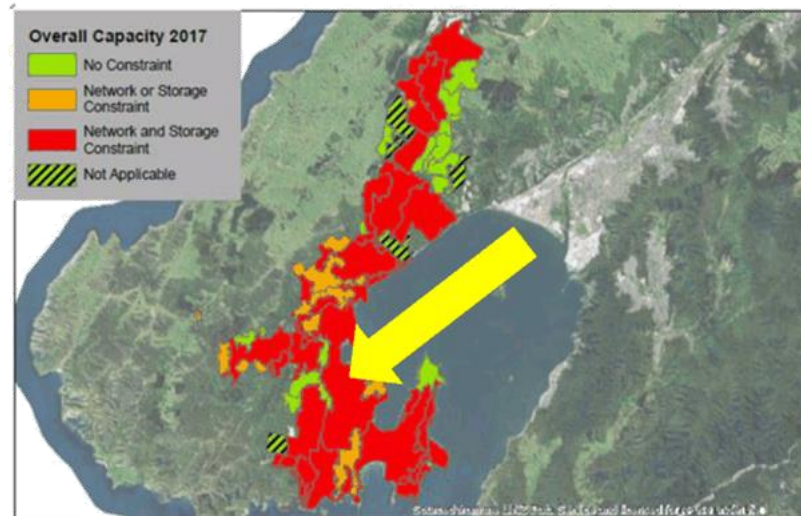 Overall Capacity 2017
No Constraint
Network or Storage
Constraint
Network and Storage
Constraint
Not Applicable